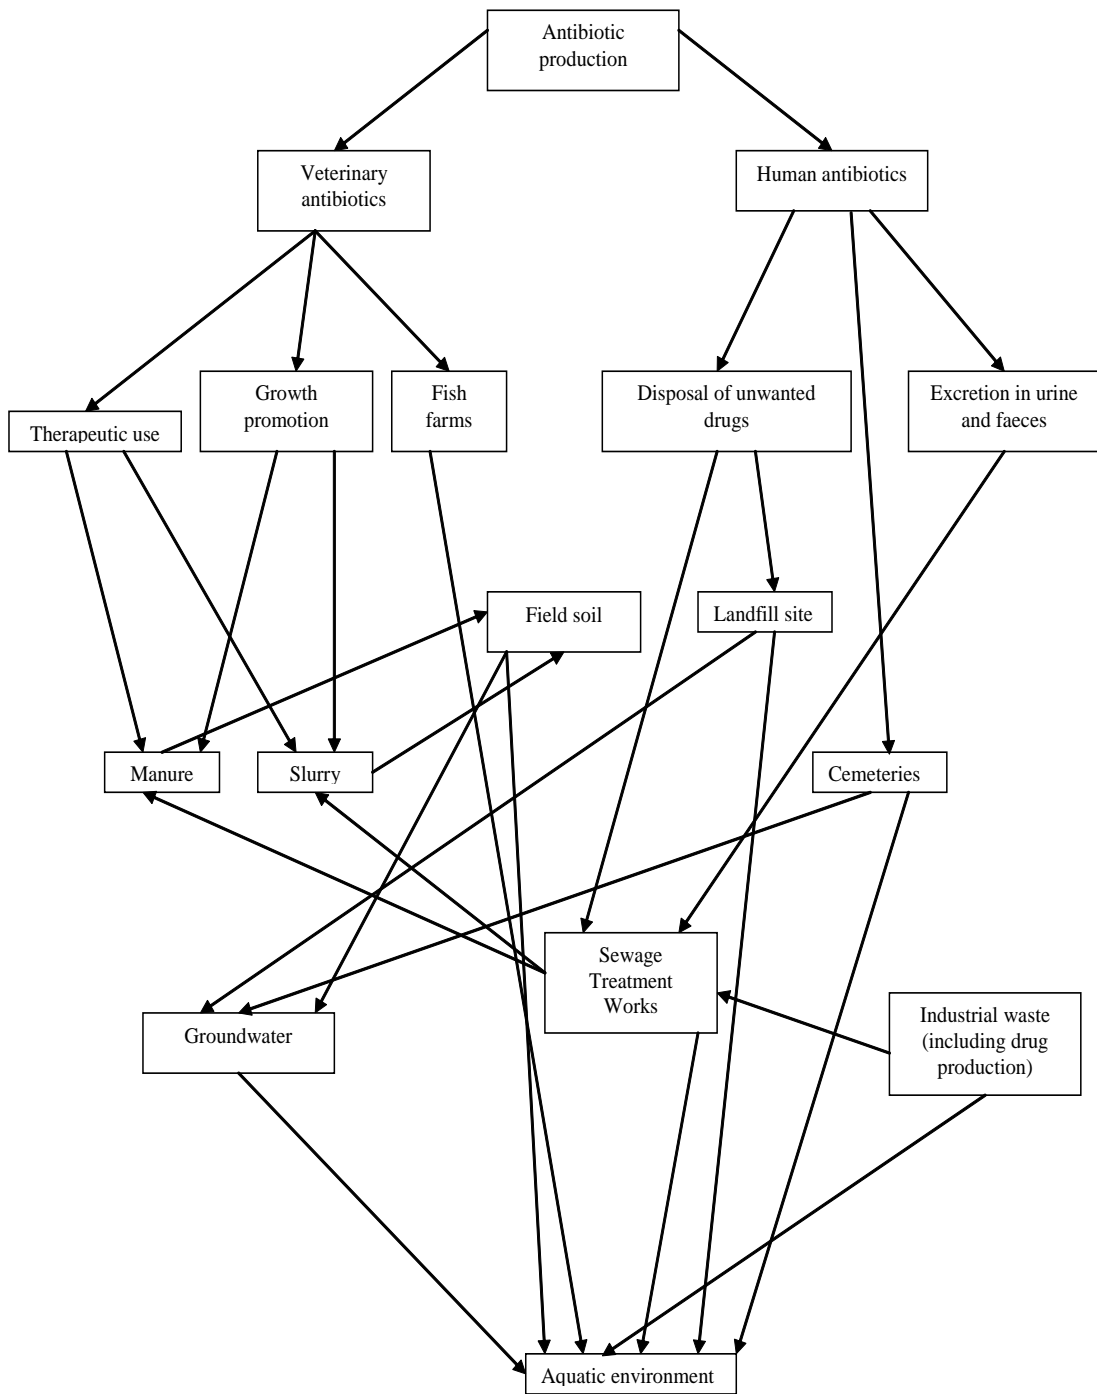 Antibiotic
production
Veterinary
antibiotics
Human antibiotics
Therapeutic use
Growth
promotion
Fish
farms
Disposal of unwanted
drugs
Excretion in urine
and faeces
Field soil
Landfill site
Manure
Slurry
Cemeteries
Sewage
Treatment
Works
Groundwater
Industrial waste
(including drug
production)
Aquatic environment